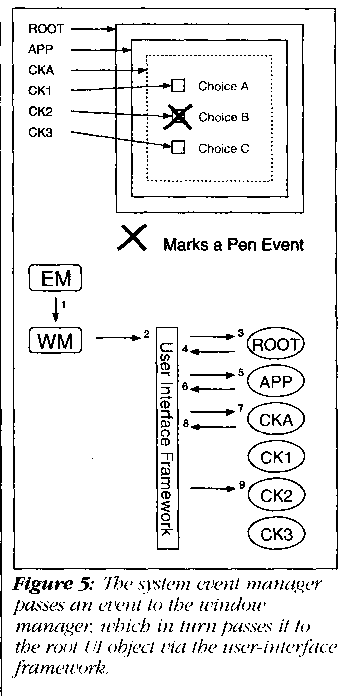 ROOT
APP
CKA
CK1
CK2
CK3
Choice A
Choice B
Choice C
Marks a Pen Event
EM
1
WM
2
User Interface Framework
3
4
ROOT
5
6
APP
7
8
CKA
CK1
9
CK2
CK3
Figure 5: The system event manager
passes an event to the window
manager, which in turn passes it to
the root UI object via the user-interface
framework.